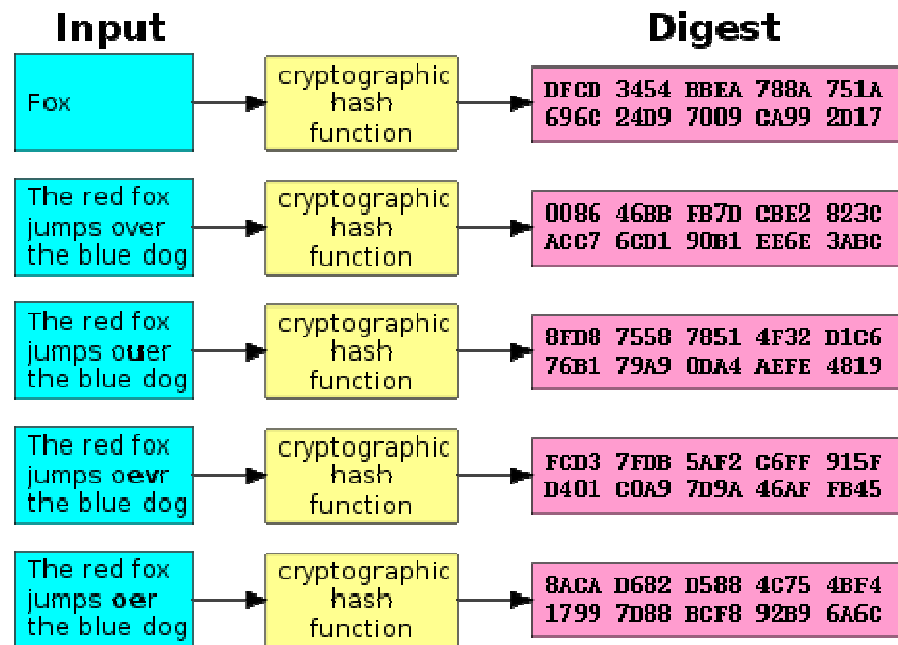 Input
Digest
Fox
cryptographic
hash
function
DFCD 3454 BBEA 788A 751A
696C 24D9 7009 CA99 2D17
The red fox
jumps over
the blue dog
cryptographic
hash
function
0086 46BB FB7D CBE2 823C
ACC7 6CD1 90B1 EE6E 3ABC
The red fox
jumps ouer
the blue dog
cryptographic
hash
function
8FD8 7558 7851 4F32 D1C6
76B1 79A9 0DA4 AEFE 4819
The red fox
jumps oevr
the blue dog
cryptographic
hash
function
FCD3 7FDB 5AF2 C6FF 915F
D401 C0A9 7D9A 46AF FB45
The red fox
jumps oer
the blue dog
cryptographic
hash
function
8ACA D682 D588 4C75 4BF4
1799 7D88 BCF8 92B9 6A6C